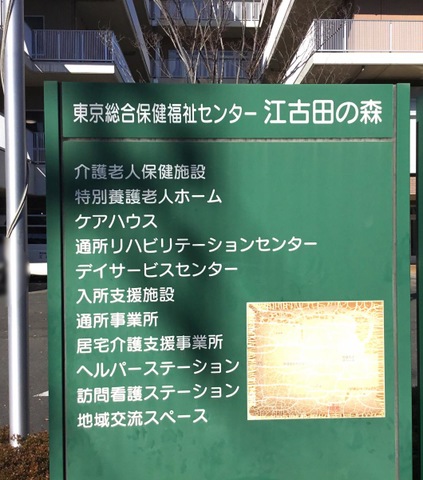 東京総合保健福祉センター 江古田の森
介護老人保健施設
特別養護老人ホーム
ケアハウス
通所リハビリテーションセンター
デイサービスセンター
入所支援施設
通所事業所
居宅介護支援事業所
ヘルパーステーション
訪問看護ステーション
地域交流スペース